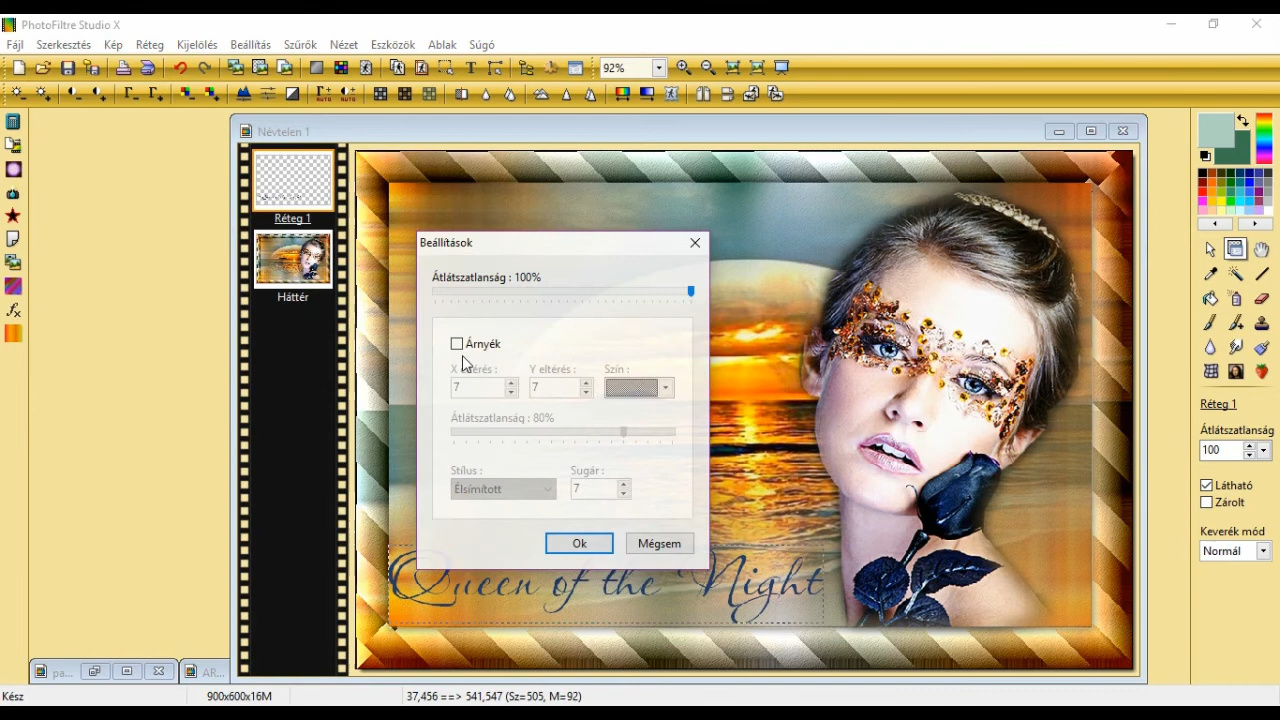 PhotoFiltre Studio X
Fájl Szerkesztés Kép Réteg Kijelölés Beállítás Szűrők Nézet Eszközök Ablak Súgó
92%
Névtelen 1
Réteg 1
Háttér
Beállítások
Átlátszatlanság : 100%
Árnyék
X eltérés : Y eltérés : Szín :
7 7
Átlátszatlanság : 80%
Stílus : Sugár :
Élsimított 7
Ok Mégsem
Queen of the Night
Réteg 1
Átlátszatlanság
100
Látható
Zárolt
Keverék mód
Normál
pa... AR...
Kész 900x600x16M 37,456 ==> 541,547 (Sz=505, M=92)